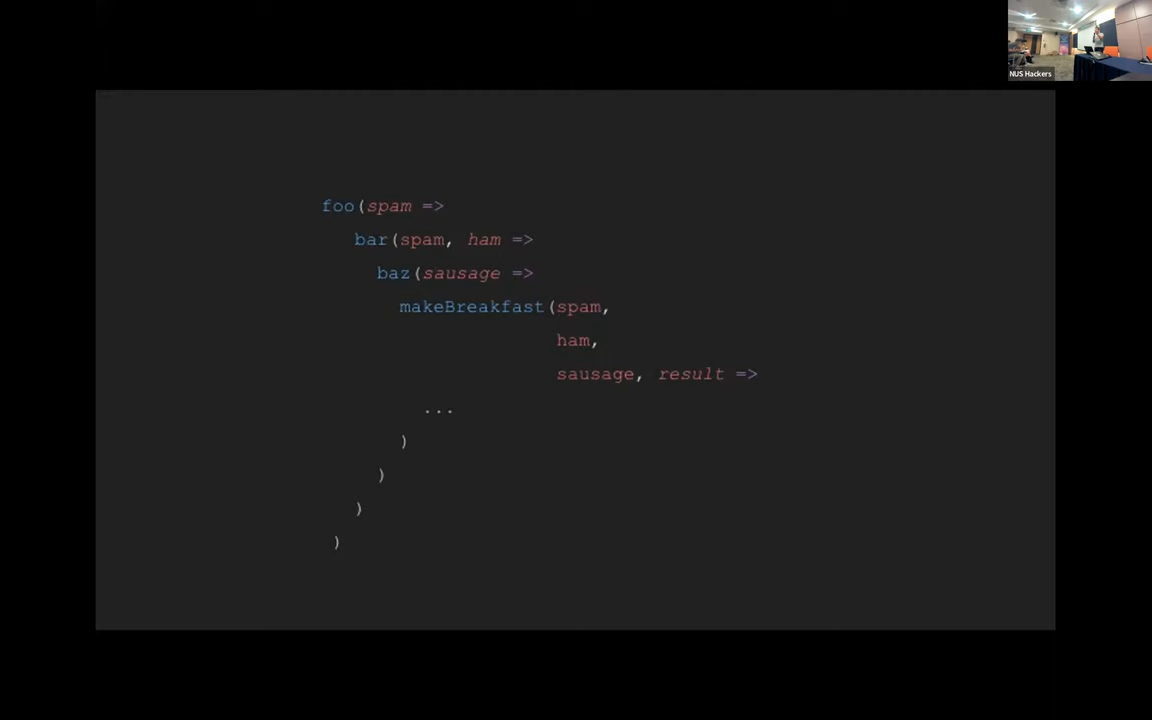 NUS Hackers
foo(spam =>
bar(spam, ham =>
baz(sausage =>
makeBreakfast(spam,
ham,
sausage, result =>
...
)
)
)
)